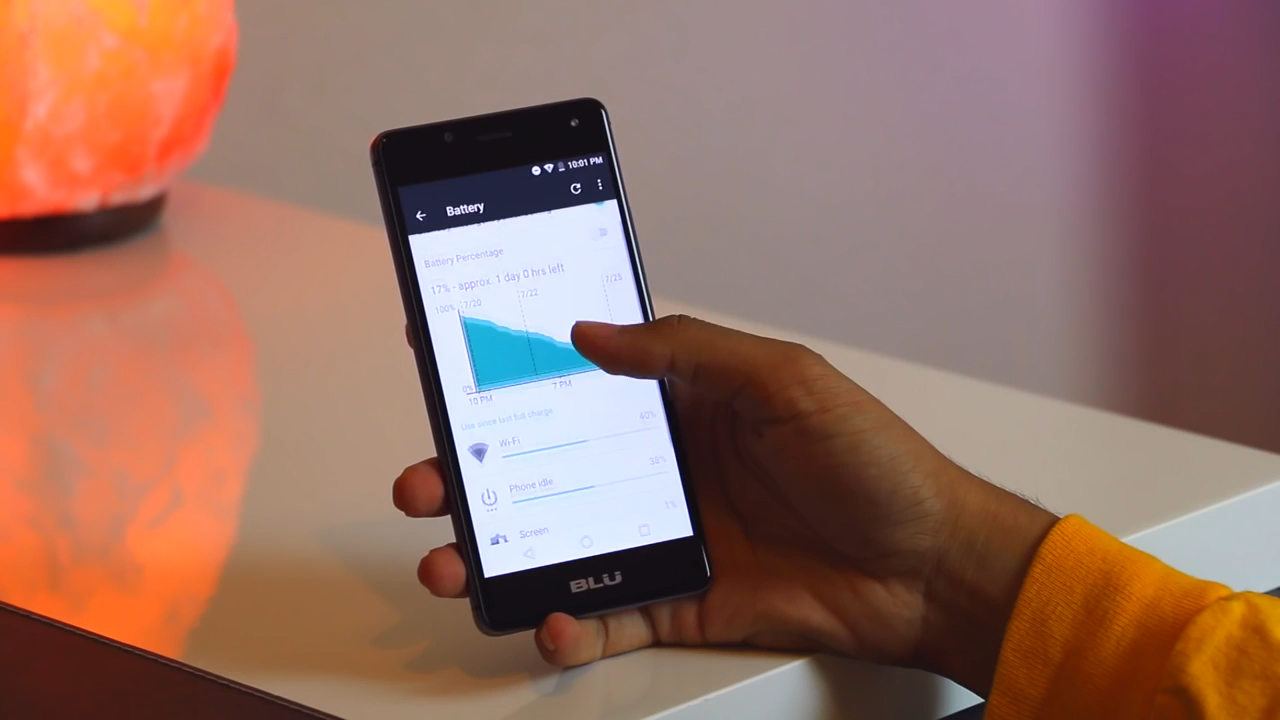 10:01 PM
Battery
Battery Percentage
17% - approx. 1 day 0 hrs left
100%
7/20
7/22
7/25
0%
10 PM
7 PM
Use since last full charge
Wi-Fi
40%
Phone idle
38%
Screen
1%
BLU